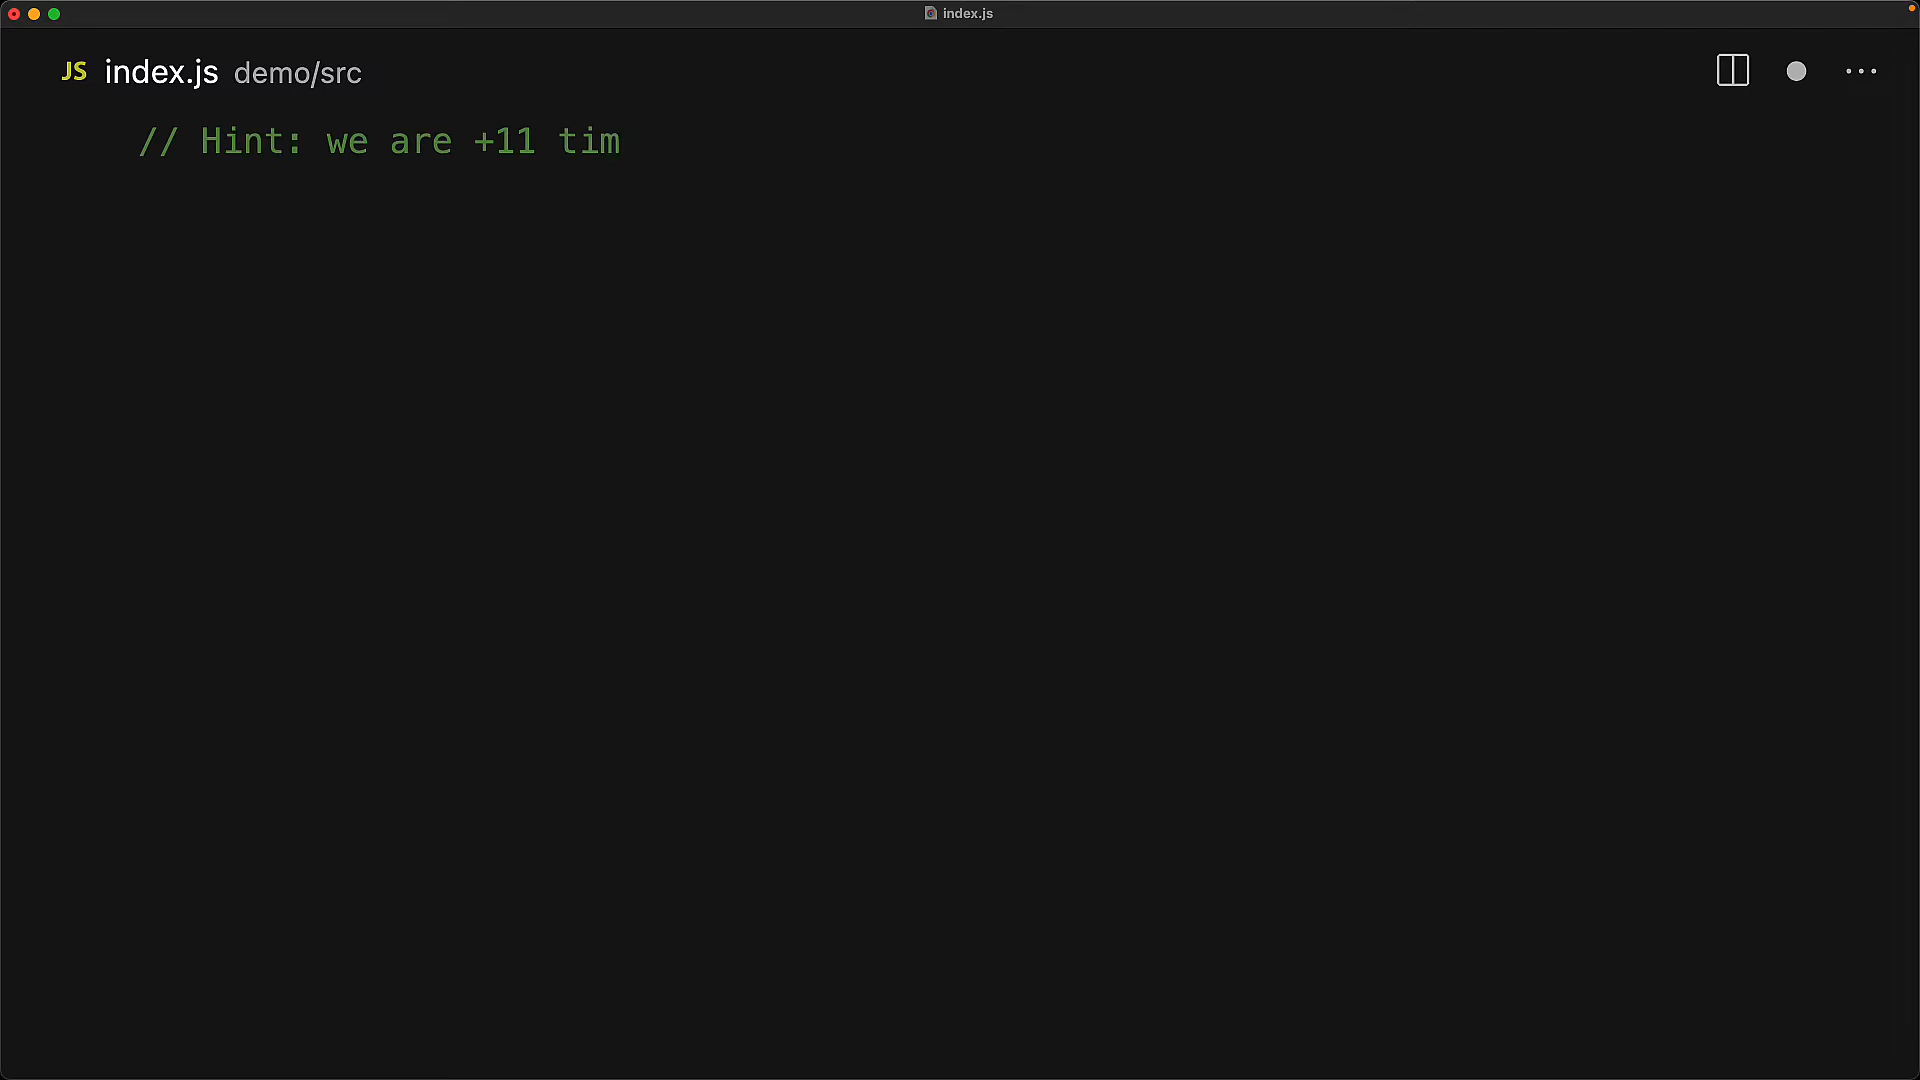 index.js
JS index.js demo/src
// Hint: we are +11 tim